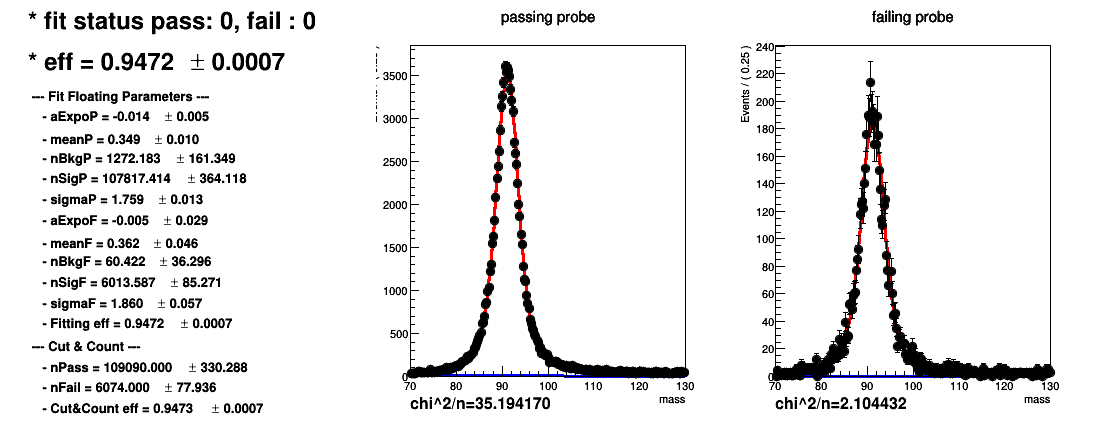 * fit status pass: 0, fail : 0
* eff = 0.9472 ± 0.0007
--- Fit Floating Parameters ---
- aExpoP = -0.014 ± 0.005
- meanP = 0.349 ± 0.010
- nBkgP = 1272.183 ± 161.349
- nSigP = 107817.414 ± 364.118
- sigmaP = 1.759 ± 0.013
- aExpoF = -0.005 ± 0.029
- meanF = 0.362 ± 0.046
- nBkgF = 60.422 ± 36.296
- nSigF = 6013.587 ± 85.271
- sigmaF = 1.860 ± 0.057
- Fitting eff = 0.9472 ± 0.0007
--- Cut & Count ---
- nPass = 109090.000 ± 330.288
- nFail = 6074.000 ± 77.936
- Cut&Count eff = 0.9473 ± 0.0007
passing probe
3500
3000
2500
2000
1500
1000
500
0
70 80 90 100 110 120 130
mass
chi^2/n=35.194170
failing probe
Events / ( 0.25 )
240
220
200
180
160
140
120
100
80
60
40
20
0
70 80 90 100 110 120 130
mass
chi^2/n=2.104432